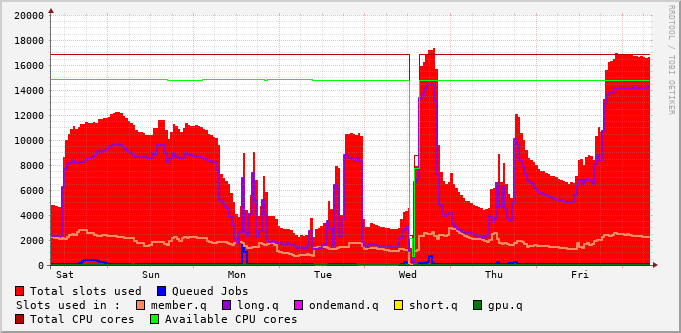 20000
18000
16000
14000
12000
10000
8000
6000
4000
2000
0
Sat Sun Mon Tue Wed Thu Fri
RRDTOOL / TOBI OETIKER
Total slots used Queued Jobs
Slots used in : member.q long.q ondemand.q short.q gpu.q
Total CPU cores Available CPU cores